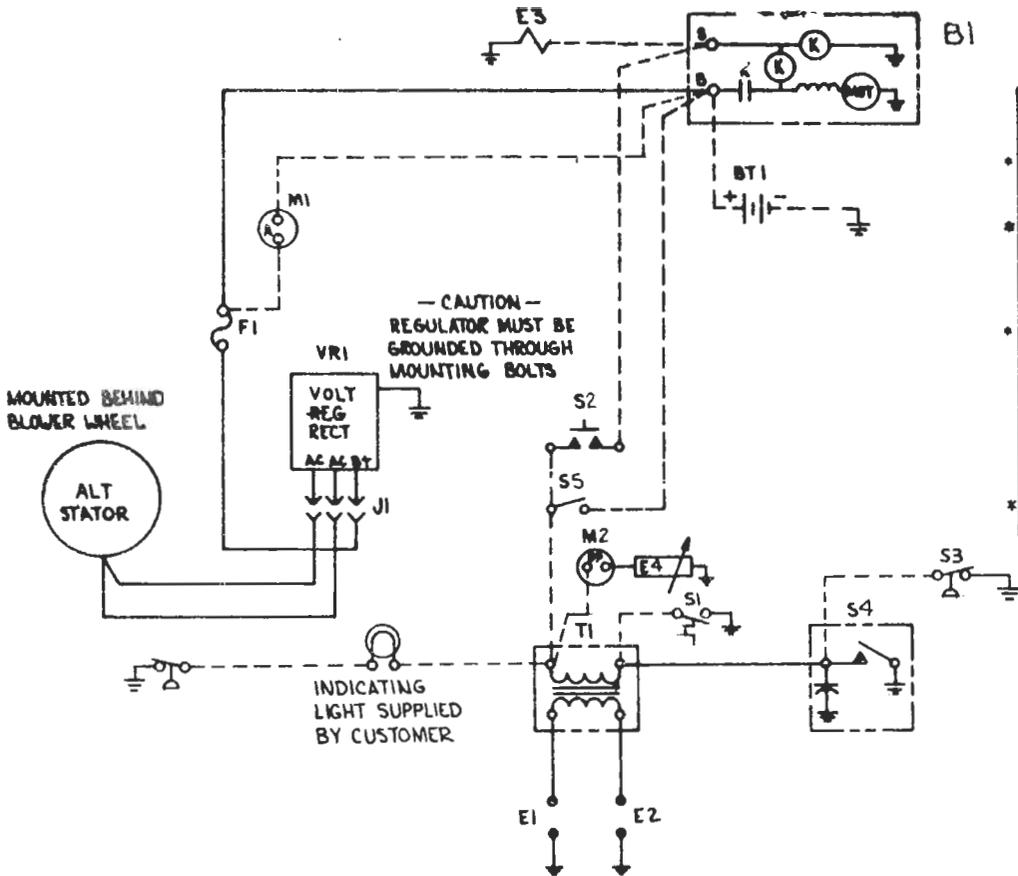 E3
B1
S
K
K
B
MOT
BT1
+ -
M1
A
F1
— CAUTION —
REGULATOR MUST BE
GROUNDED THROUGH
MOUNTING BOLTS
VR1
VOLT
REG
RECT
AC AC B+
J1
MOUNTED BEHIND
BLOWER WHEEL
ALT
STATOR
S2
S5
M2
E4
S1
T1
S3
S4
INDICATING
LIGHT SUPPLIED
BY CUSTOMER
E1
E2
*
*
*
*